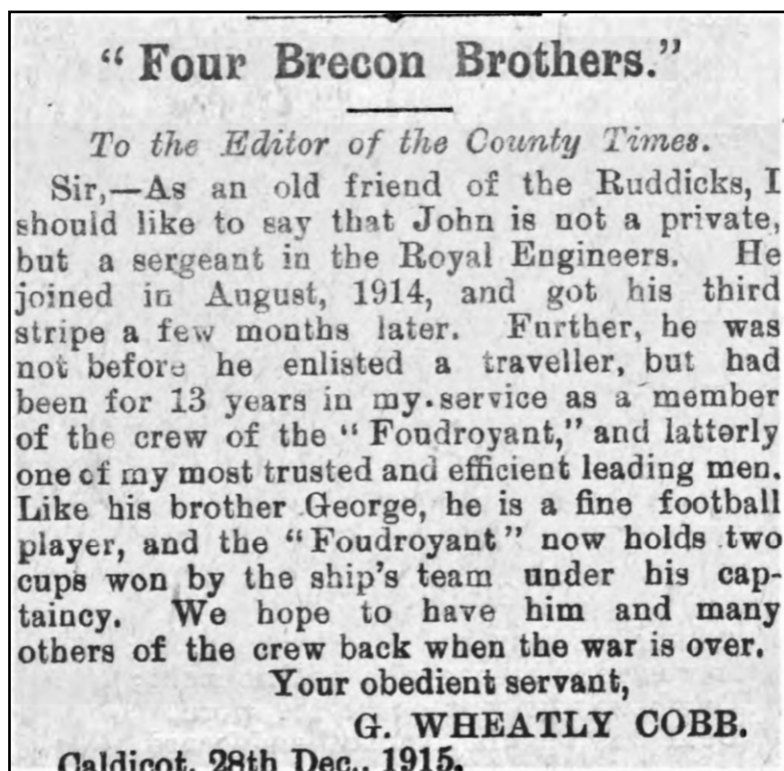 "Four Brecon Brothers."
To the Editor of the County Times.
Sir,—As an old friend of the Ruddicks, I
should like to say that John is not a private,
but a sergeant in the Royal Engineers. He
joined in August, 1914, and got his third
stripe a few months later. Further, he was
not before he enlisted a traveller, but had
been for 13 years in my service as a member
of the crew of the "Foudroyant," and latterly
one of my most trusted and efficient leading men.
Like his brother George, he is a fine football
player, and the "Foudroyant" now holds two
cups won by the ship's team under his cap-
taincy. We hope to have him and many
others of the crew back when the war is over.
Your obedient servant,
G. WHEATLY COBB.
Caldicot, 28th Dec., 1915.